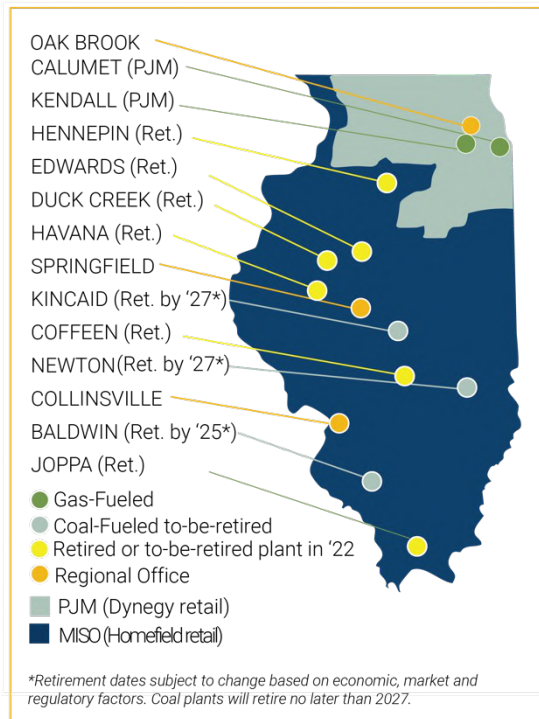 OAK BROOK
CALUMET (PJM)
KENDALL (PJM)
HENNEPIN (Ret.)
EDWARDS (Ret.)
DUCK CREEK (Ret.)
HAVANA (Ret.)
SPRINGFIELD
KINCAID (Ret. by ‘27*)
COFFEEN (Ret.)
NEWTON(Ret. by ‘27*)
COLLINSVILLE
BALDWIN (Ret. by ‘25*)
JOPPA (Ret.)
Gas-Fueled
Coal-Fueled to-be-retired
Retired or to-be-retired plant in ‘22
Regional Office
PJM (Dynegy retail)
MISO (Homefield retail)
*Retirement dates subject to change based on economic, market and
regulatory factors. Coal plants will retire no later than 2027.